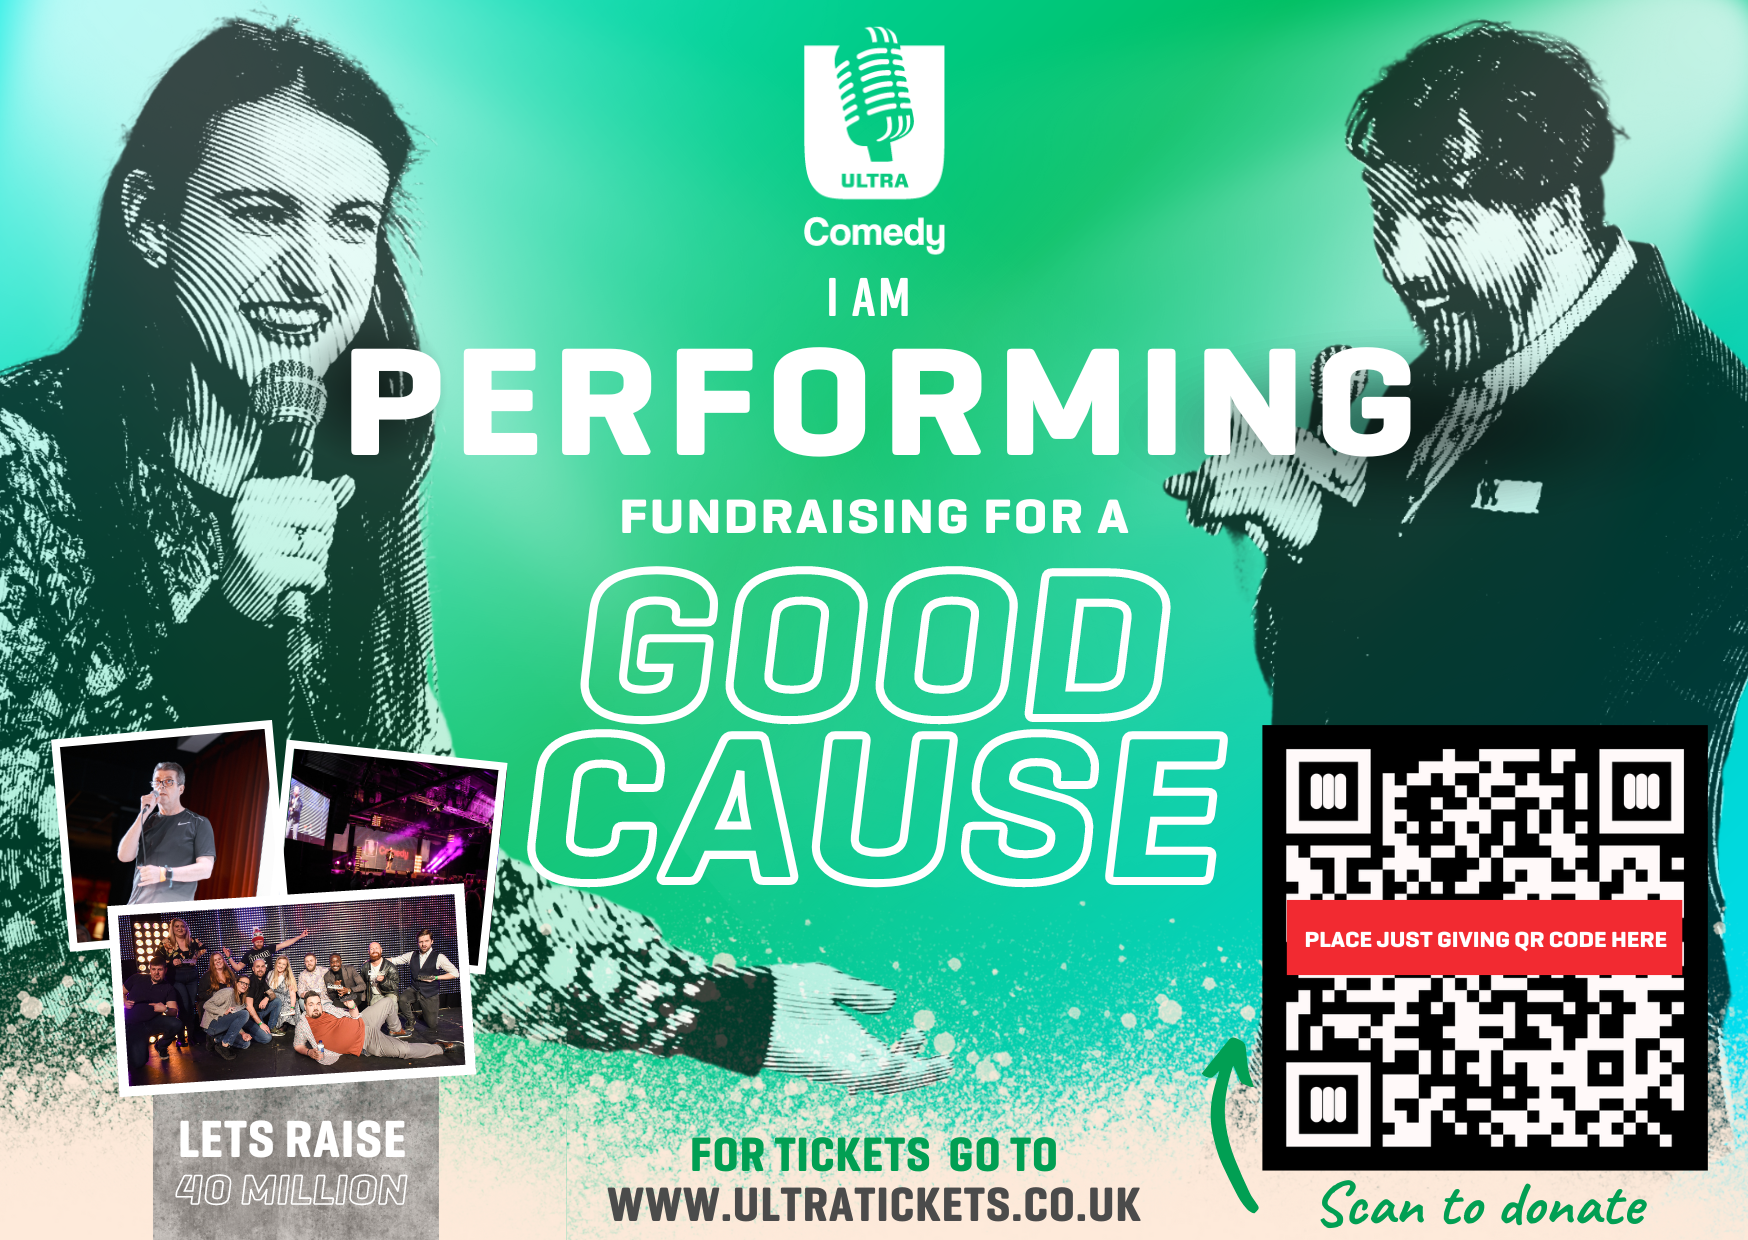 ULTRA
Comedy
I AM
PERFORMING
FUNDRAISING FOR A
GOOD
CAUSE
Comedy
PLACE JUST GIVING QR CODE HERE
LETS RAISE
40 MILLION
FOR TICKETS GO TO
WWW.ULTRATICKETS.CO.UK
Scan to donate